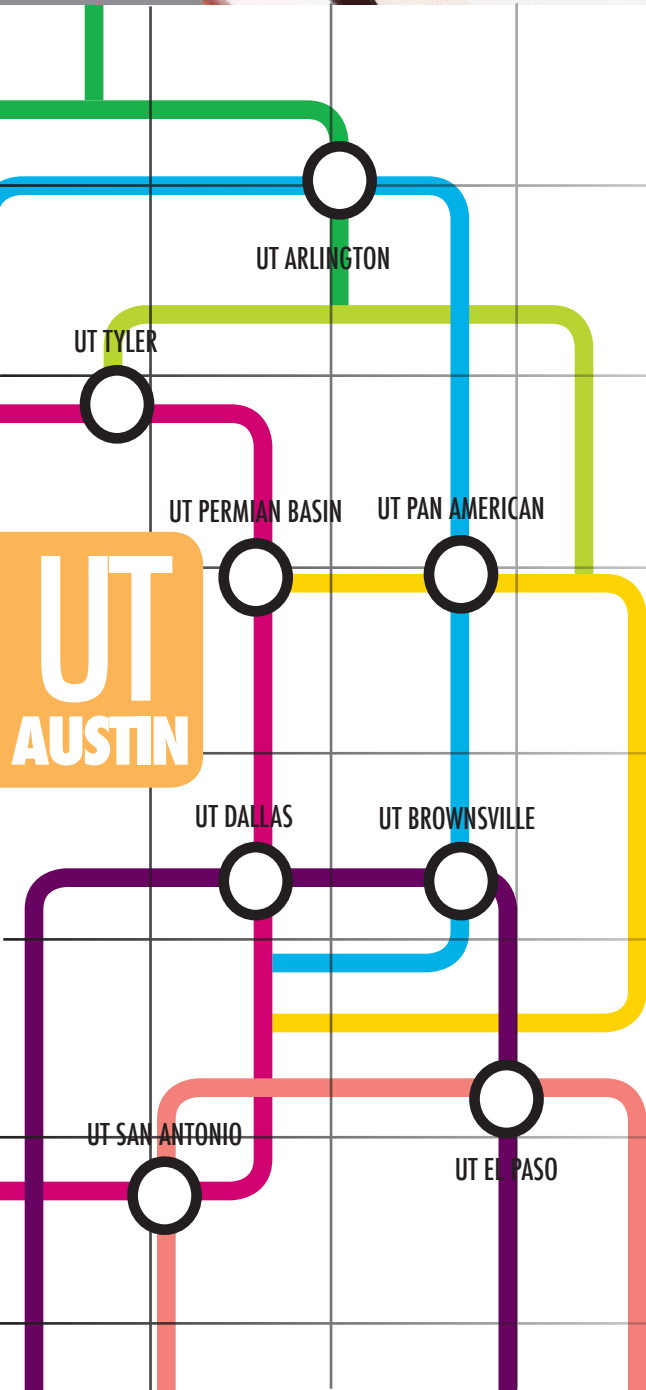 UT ARLINGTON
UT TYLER
UT PERMIAN BASIN
UT PAN AMERICAN
UT
AUSTIN
UT DALLAS
UT BROWNSVILLE
UT SAN ANTONIO
UT EL PASO